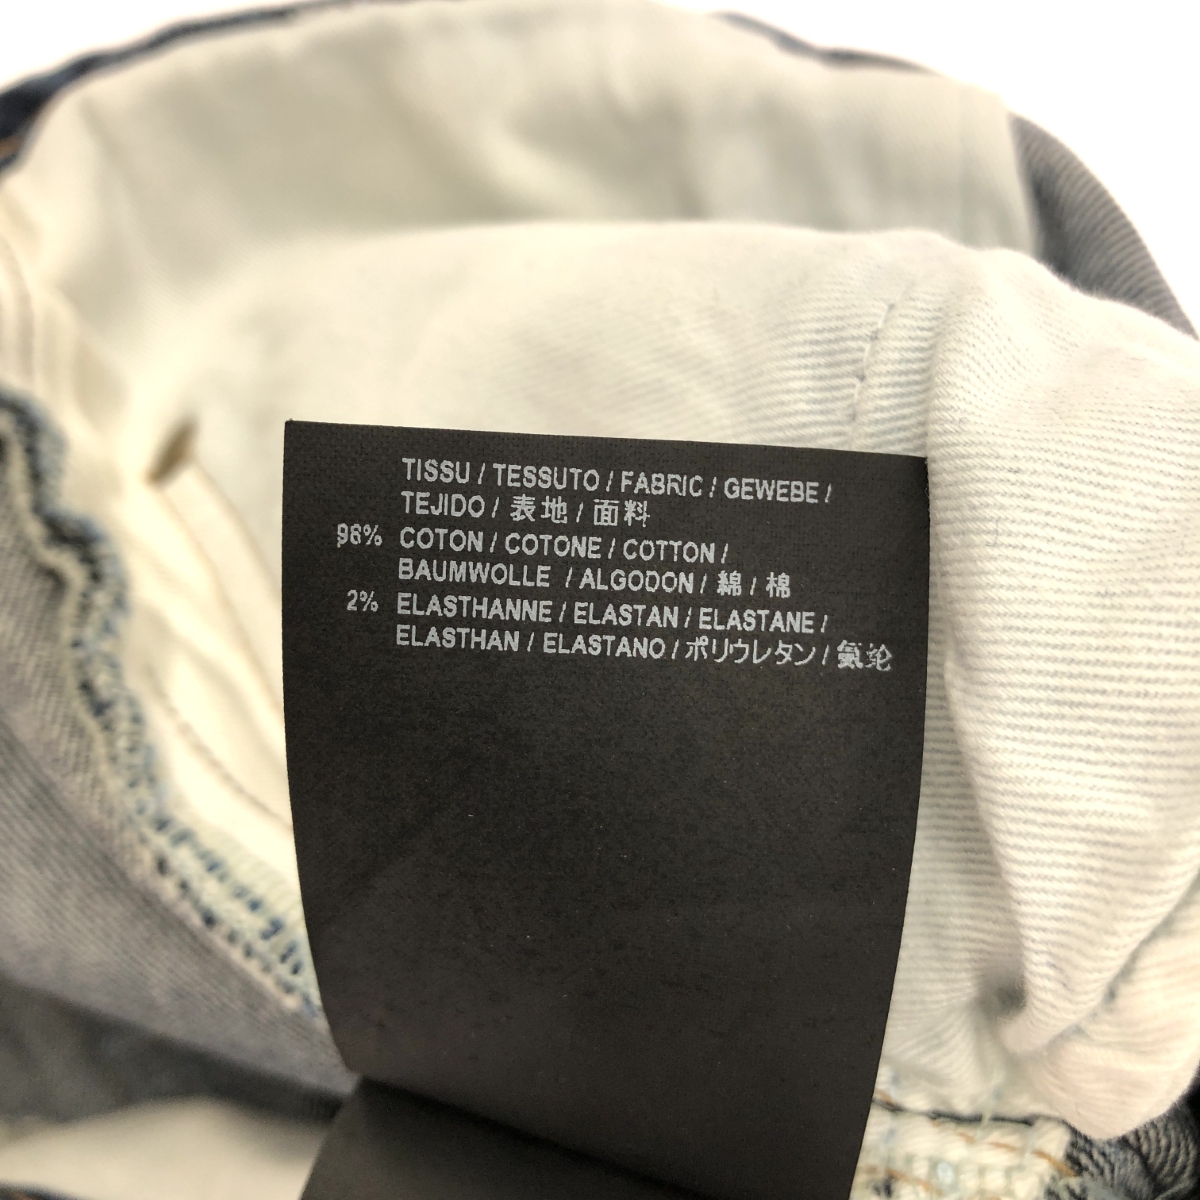 TISSU / TESSUTO / FABRIC / GEWEBE /
TEJIDO / 表地 / 面料
98% COTON / COTONE / COTTON /
BAUMWOLLE / ALGODON / 綿 / 棉
2% ELASTHANNE / ELASTAN / ELASTANE /
ELASTHAN / ELASTANO / ポリウレタン / 氨纶